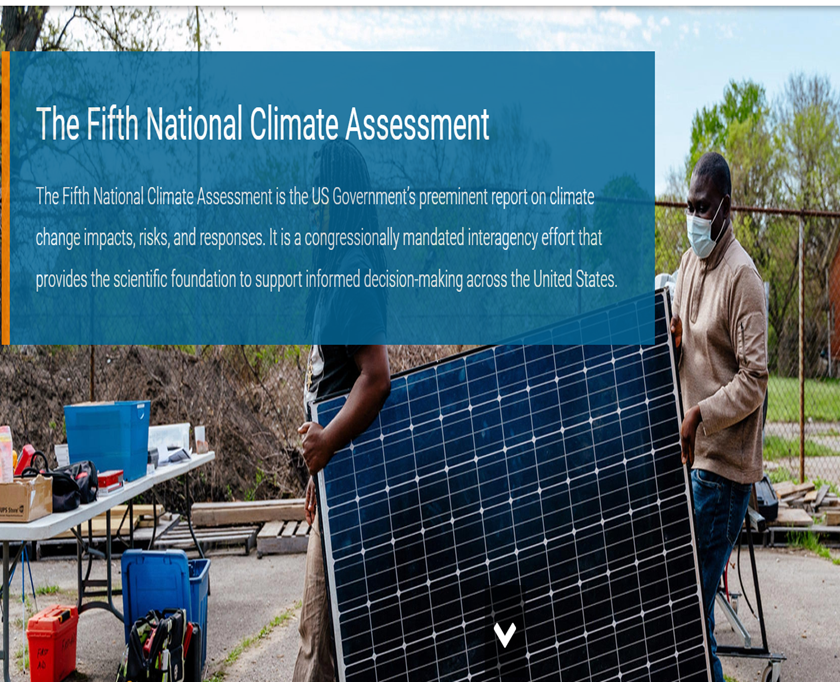 The Fifth National Climate Assessment
The Fifth National Climate Assessment is the US Government's preeminent report on climate
change impacts, risks, and responses. It is a congressionally mandated interagency effort that
provides the scientific foundation to support informed decision-making across the United States.